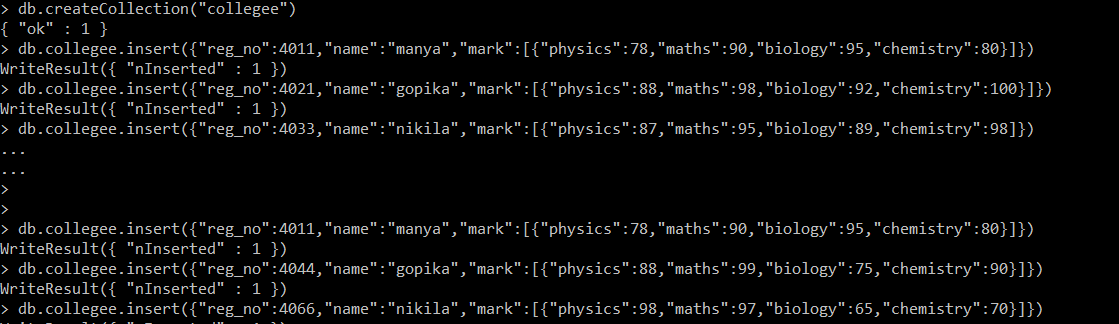 > db.createCollection("collegee")
{ "ok" : 1 }
> db.collegee.insert({"reg_no":4011,"name":"manya","mark":[{"physics":78,"maths":90,"biology":95,"chemistry":80}]})
WriteResult({ "nInserted" : 1 })
> db.collegee.insert({"reg_no":4021,"name":"gopika","mark":[{"physics":88,"maths":98,"biology":92,"chemistry":100}]})
WriteResult({ "nInserted" : 1 })
> db.collegee.insert({"reg_no":4033,"name":"nikila","mark":[{"physics":87,"maths":95,"biology":89,"chemistry":98]})
...
...
>
>
> db.collegee.insert({"reg_no":4011,"name":"manya","mark":[{"physics":78,"maths":90,"biology":95,"chemistry":80}]})
WriteResult({ "nInserted" : 1 })
> db.collegee.insert({"reg_no":4044,"name":"gopika","mark":[{"physics":88,"maths":99,"biology":75,"chemistry":90}]})
WriteResult({ "nInserted" : 1 })
> db.collegee.insert({"reg_no":4066,"name":"nikila","mark":[{"physics":98,"maths":97,"biology":65,"chemistry":70}]})